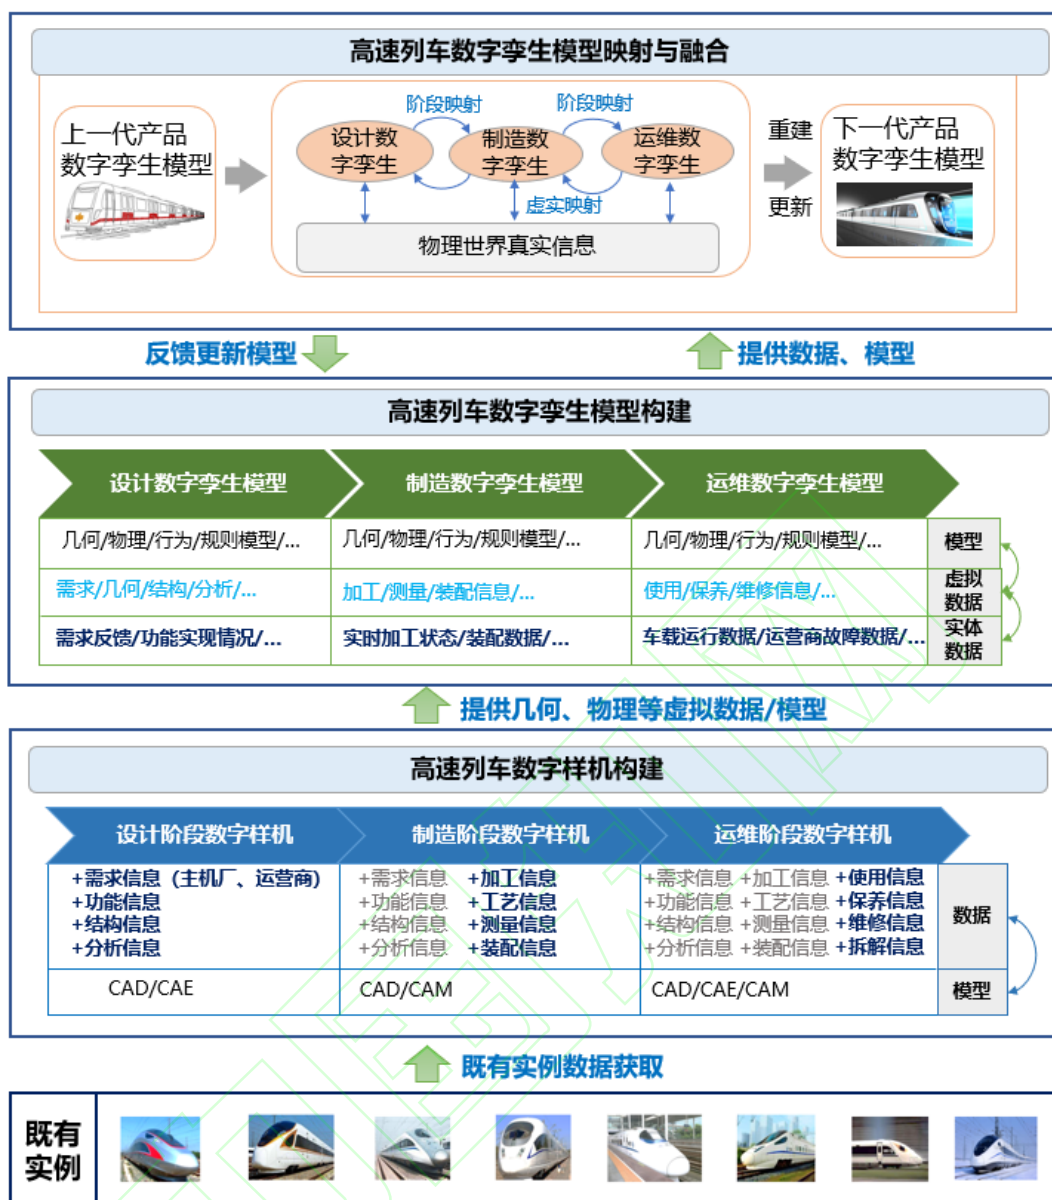 高速列车数字孪生模型映射与融合
上一代产品
数字孪生模型
阶段映射
阶段映射
设计数
字孪生
制造数
字孪生
运维数
字孪生
虚实映射
物理世界真实信息
重建
更新
下一代产品
数字孪生模型
反馈更新模型
提供数据、模型
高速列车数字孪生模型构建
设计数字孪生模型
制造数字孪生模型
运维数字孪生模型
几何/物理/行为/规则模型/...
几何/物理/行为/规则模型/...
几何/物理/行为/规则模型/...
模型
需求/几何/结构/分析/...
加工/测量/装配信息/...
使用/保养/维修信息/...
虚拟
数据
需求反馈/功能实现情况/...
实时加工状态/装配数据/...
车载运行数据/运营商故障数据/...
实体
数据
提供几何、物理等虚拟数据/模型
高速列车数字样机构建
设计阶段数字样机
制造阶段数字样机
运维阶段数字样机
+需求信息（主机厂、运营商）
+功能信息
+结构信息
+分析信息
+需求信息 +加工信息
+功能信息 +工艺信息
+结构信息 +测量信息
+分析信息 +装配信息
+需求信息 +加工信息 +使用信息
+功能信息 +工艺信息 +保养信息
+结构信息 +测量信息 +维修信息
+分析信息 +装配信息 +拆解信息
数据
CAD/CAE
CAD/CAM
CAD/CAE/CAM
模型
既有实例数据获取
既有
实例